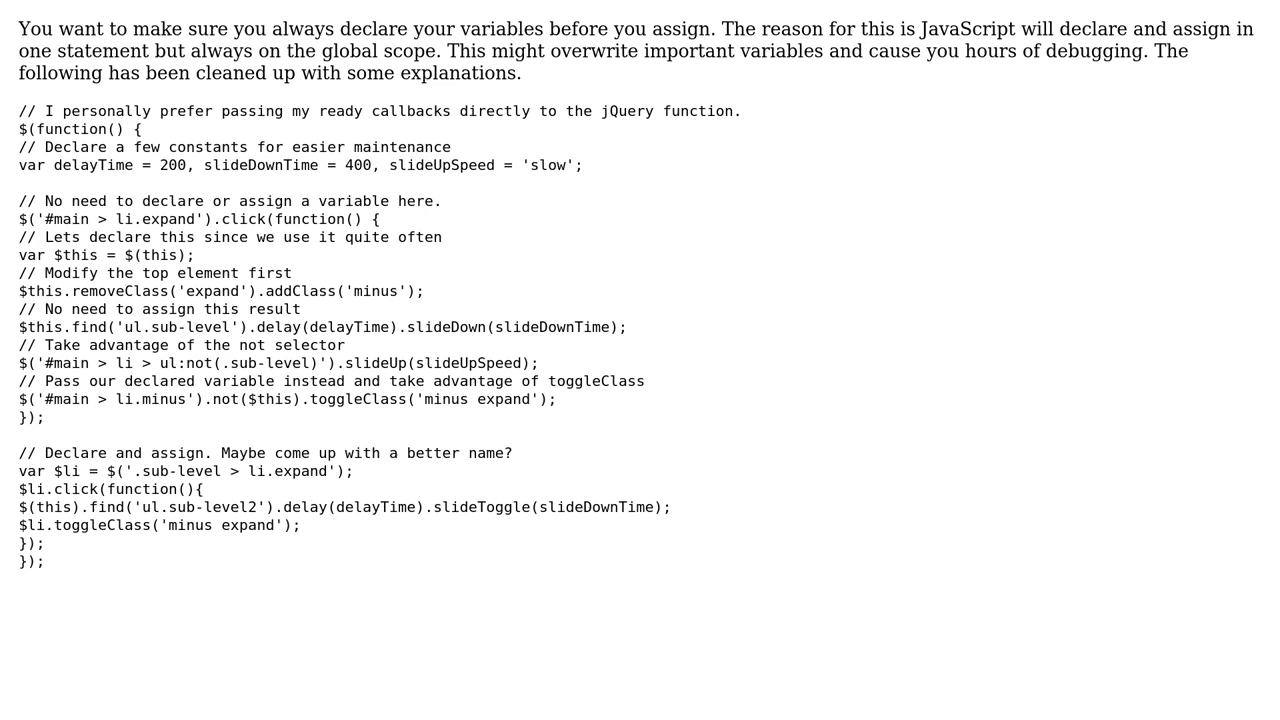 You want to make sure you always declare your variables before you assign. The reason for this is JavaScript will declare and assign in
one statement but always on the global scope. This might overwrite important variables and cause you hours of debugging. The
following has been cleaned up with some explanations.
// I personally prefer passing my ready callbacks directly to the jQuery function.
$(function() {
// Declare a few constants for easier maintenance
var delayTime = 200, slideDownTime = 400, slideUpSpeed = 'slow';
// No need to declare or assign a variable here.
$('#main > li.expand').click(function() {
// Lets declare this since we use it quite often
var $this = $(this);
// Modify the top element first
$this.removeClass('expand').addClass('minus');
// No need to assign this result
$this.find('ul.sub-level').delay(delayTime).slideDown(slideDownTime);
// Take advantage of the not selector
$('#main > li > ul:not(.sub-level)').slideUp(slideUpSpeed);
// Pass our declared variable instead and take advantage of toggleClass
$('#main > li.minus').not($this).toggleClass('minus expand');
});
// Declare and assign. Maybe come up with a better name?
var $li = $('.sub-level > li.expand');
$li.click(function(){
$(this).find('ul.sub-level2').delay(delayTime).slideToggle(slideDownTime);
$li.toggleClass('minus expand');
});
});